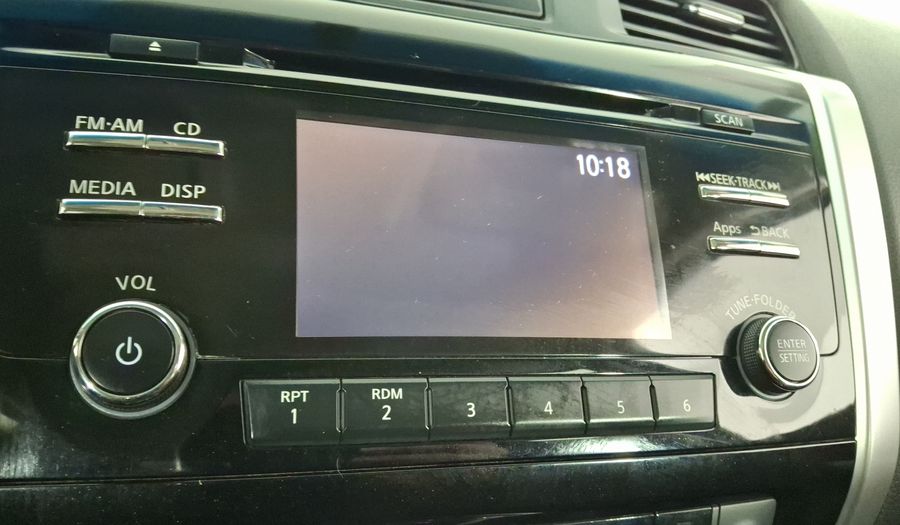 SCAN
FM·AM CD
10:18
⏮SEEK·TRACK⏭
MEDIA DISP
Apps ⮌BACK
VOL
TUNE·FOLDER
ENTER
SETTING
RPT RDM
1 2 3 4 5 6